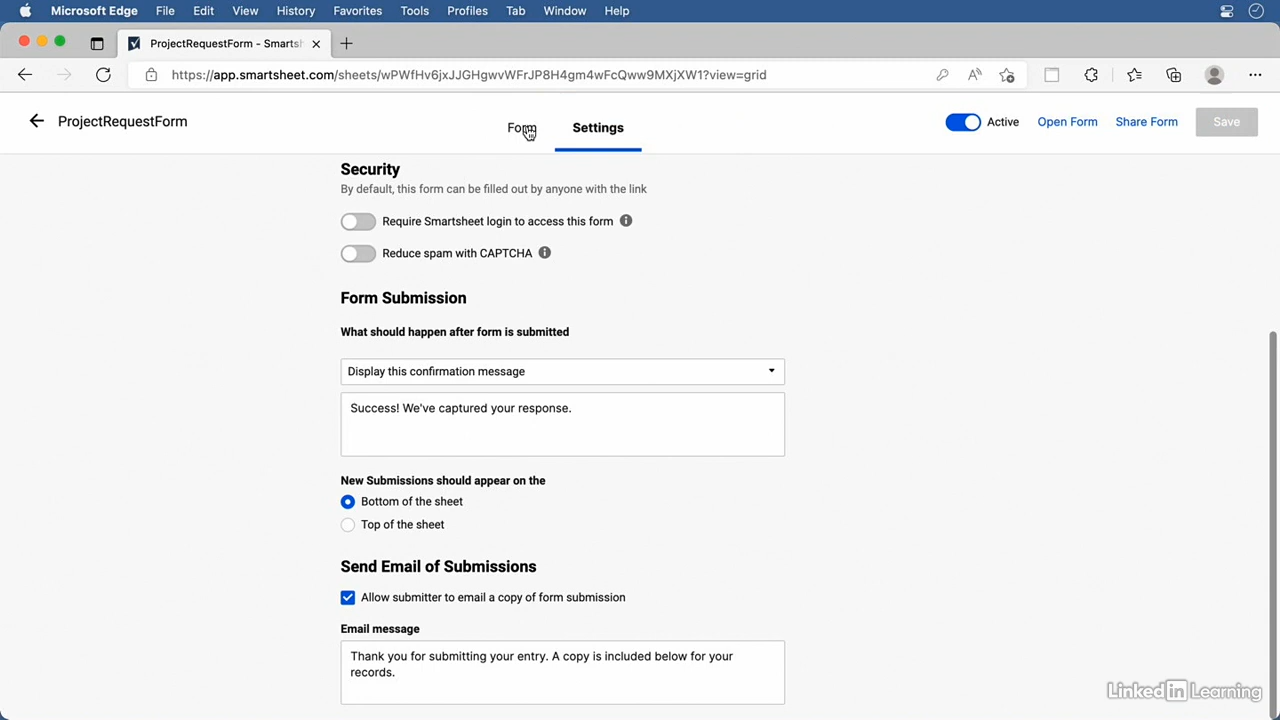 Microsoft Edge File Edit View History Favorites Tools Profiles Tab Window Help
ProjectRequestForm - Smartsh
https://app.smartsheet.com/sheets/wPWfHv6jxJJGHgwvWFrJP8H4gm4wFcQww9MXjXW1?view=grid
ProjectRequestForm Form Settings Active Open Form Share Form Save
Security
By default, this form can be filled out by anyone with the link
Require Smartsheet login to access this form
Reduce spam with CAPTCHA
Form Submission
What should happen after form is submitted
Display this confirmation message
Success! We've captured your response.
New Submissions should appear on the
Bottom of the sheet
Top of the sheet
Send Email of Submissions
Allow submitter to email a copy of form submission
Email message
Thank you for submitting your entry. A copy is included below for your
records.
LinkedIn Learning